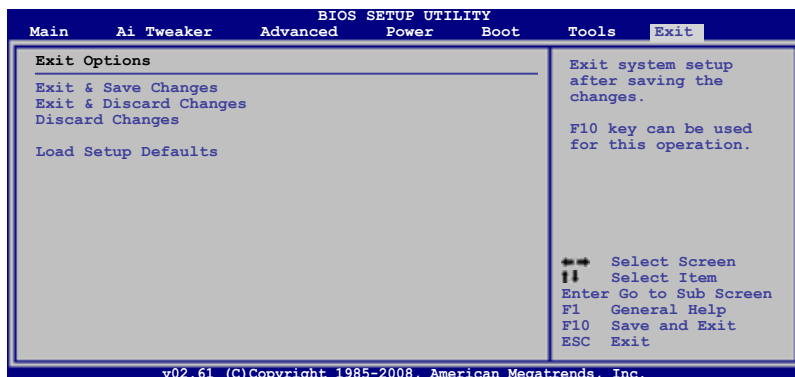 BIOS SETUP UTILITY
Main Ai Tweaker Advanced Power Boot Tools Exit
Exit Options
Exit & Save Changes
Exit & Discard Changes
Discard Changes
Load Setup Defaults
Exit system setup
after saving the
changes.
F10 key can be used
for this operation.
←→ Select Screen
↑↓ Select Item
Enter Go to Sub Screen
F1 General Help
F10 Save and Exit
ESC Exit
v02.61 (C)Copyright 1985-2008, American Megatrends, Inc.